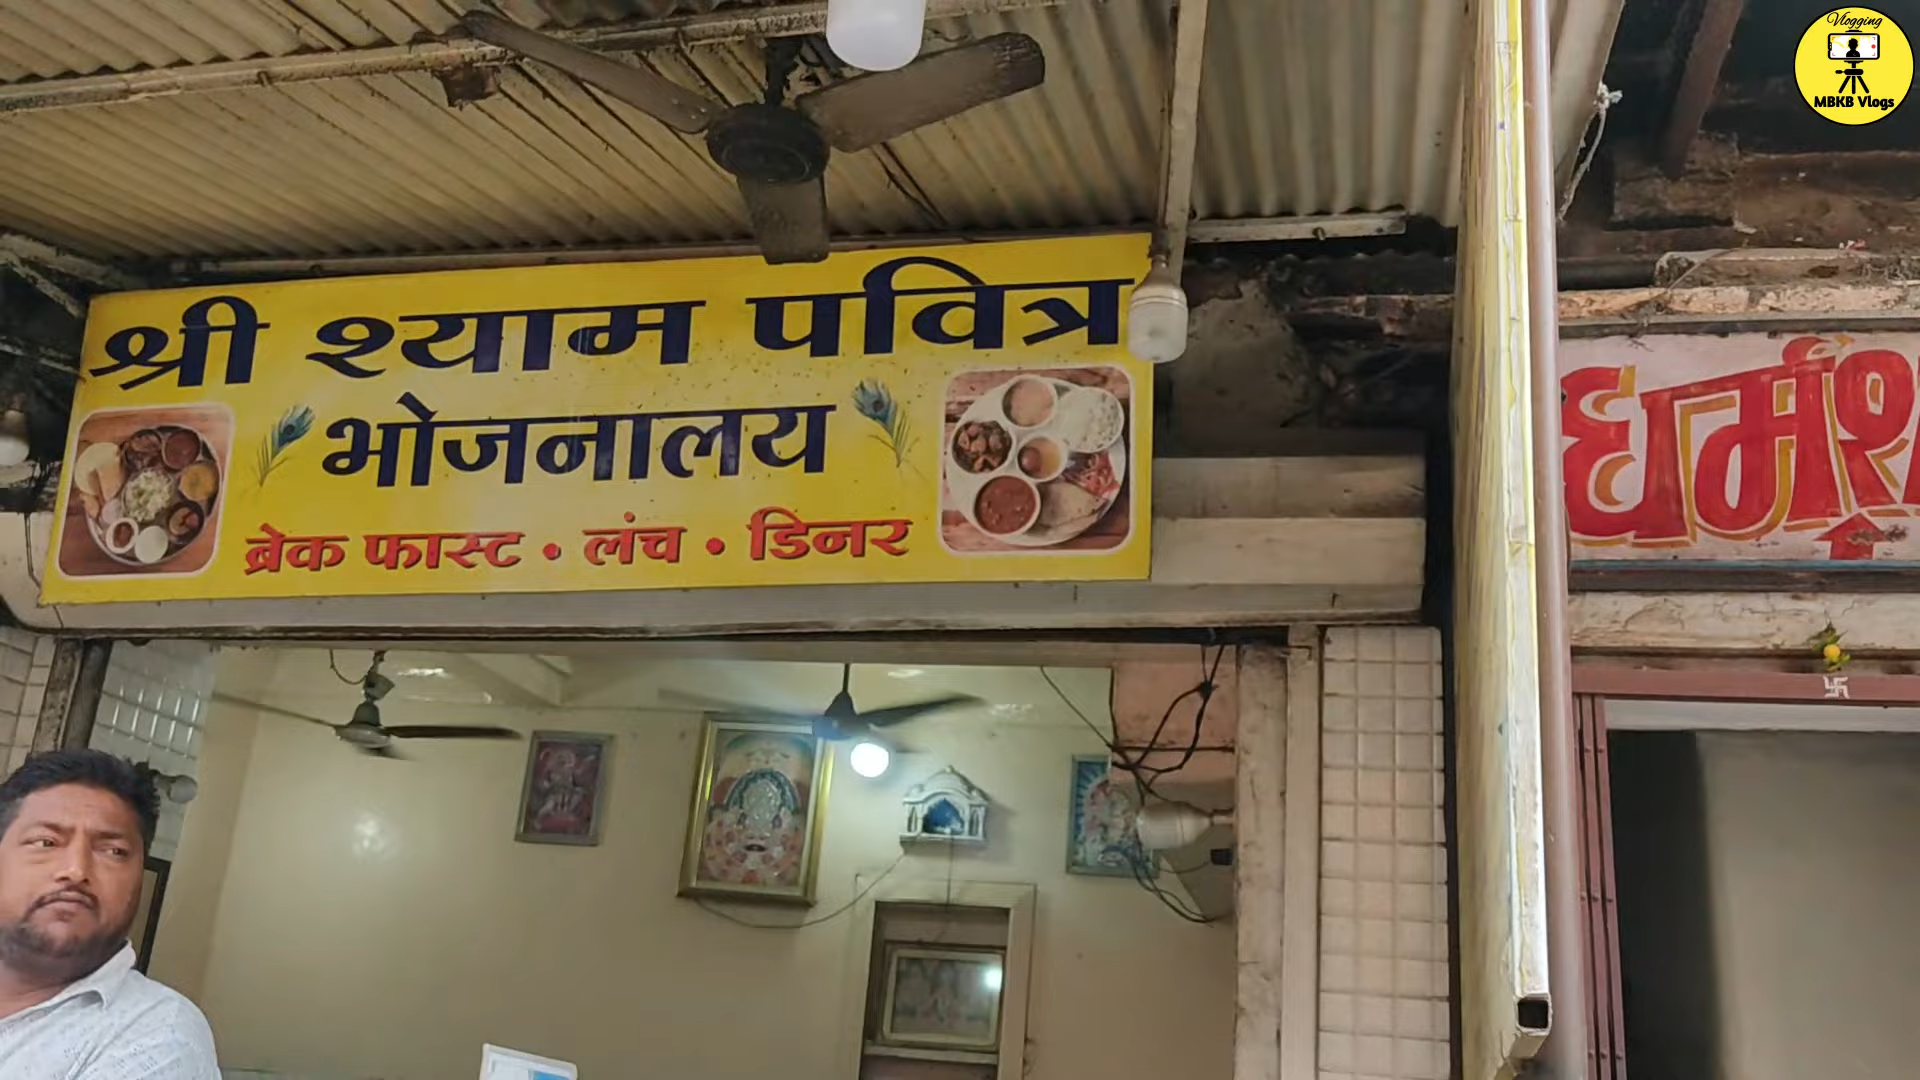 Vlogging
MBKB Vlogs
श्री श्याम पवित्र
भोजनालय
ब्रेक फास्ट • लंच • डिनर